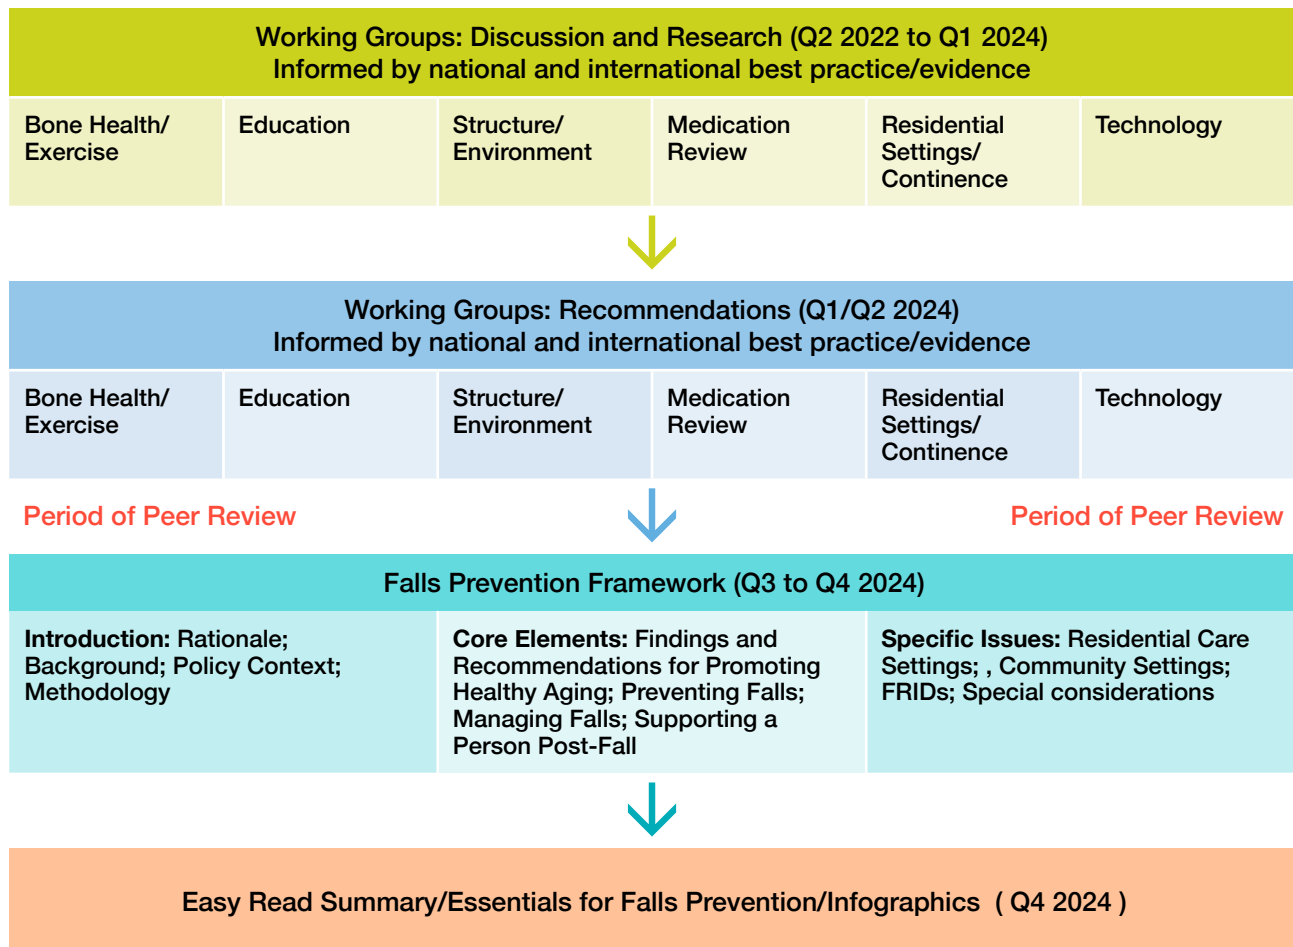 Working Groups: Discussion and Research (Q2 2022 to Q1 2024)
Informed by national and international best practice/evidence
Bone Health/
Exercise
Education
Structure/
Environment
Medication
Review
Residential
Settings/
Continence
Technology
Working Groups: Recommendations (Q1/Q2 2024)
Informed by national and international best practice/evidence
Bone Health/
Exercise
Education
Structure/
Environment
Medication
Review
Residential
Settings/
Continence
Technology
Period of Peer Review
Period of Peer Review
Falls Prevention Framework (Q3 to Q4 2024)
Introduction: Rationale;
Background; Policy Context;
Methodology
Core Elements: Findings and
Recommendations for Promoting
Healthy Aging; Preventing Falls;
Managing Falls; Supporting a
Person Post-Fall
Specific Issues: Residential Care
Settings; , Community Settings;
FRIDs; Special considerations
Easy Read Summary/Essentials for Falls Prevention/Infographics ( Q4 2024 )